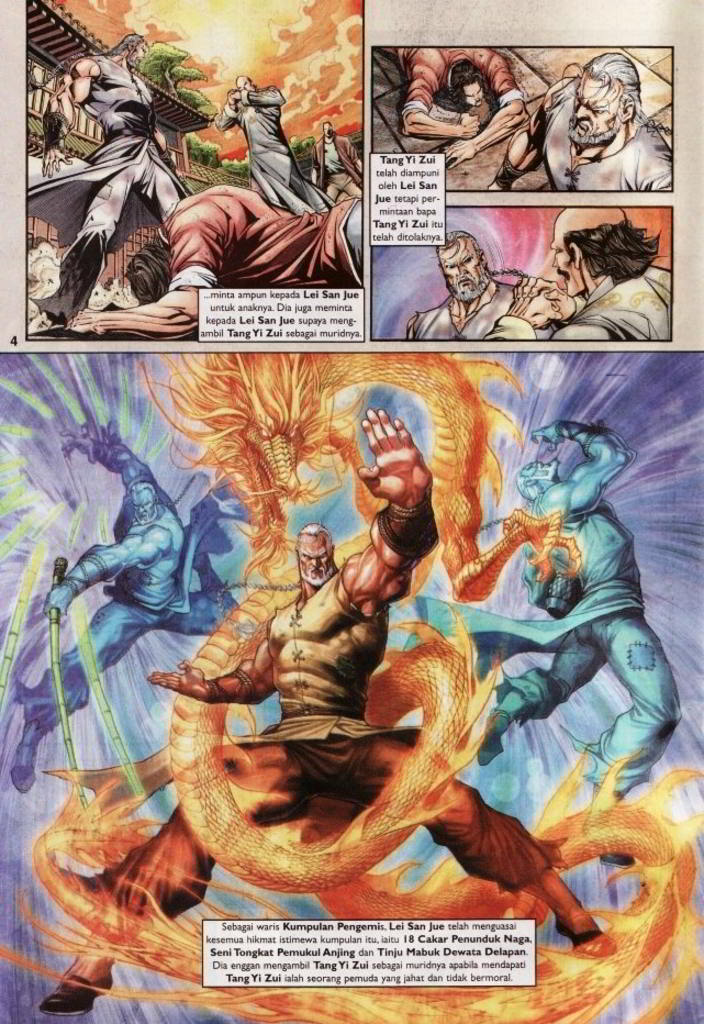 ...minta ampun kepada Lei San Jue
untuk anaknya. Dia juga meminta
kepada Lei San Jue supaya meng-
ambil Tang Yi Zui sebagai muridnya.
Tang Yi Zui
telah diampuni
oleh Lei San
Jue tetapi per-
mintaan bapa
Tang Yi Zui itu
telah ditolaknya.
4
Sebagai waris Kumpulan Pengemis, Lei San Jue telah menguasai
kesemua hikmat istimewa kumpulan itu, iaitu 18 Cakar Penunduk Naga,
Seni Tongkat Pemukul Anjing dan Tinju Mabuk Dewata Delapan.
Dia enggan mengambil Tang Yi Zui sebagai muridnya apabila mendapati
Tang Yi Zui ialah seorang pemuda yang jahat dan tidak bermoral.